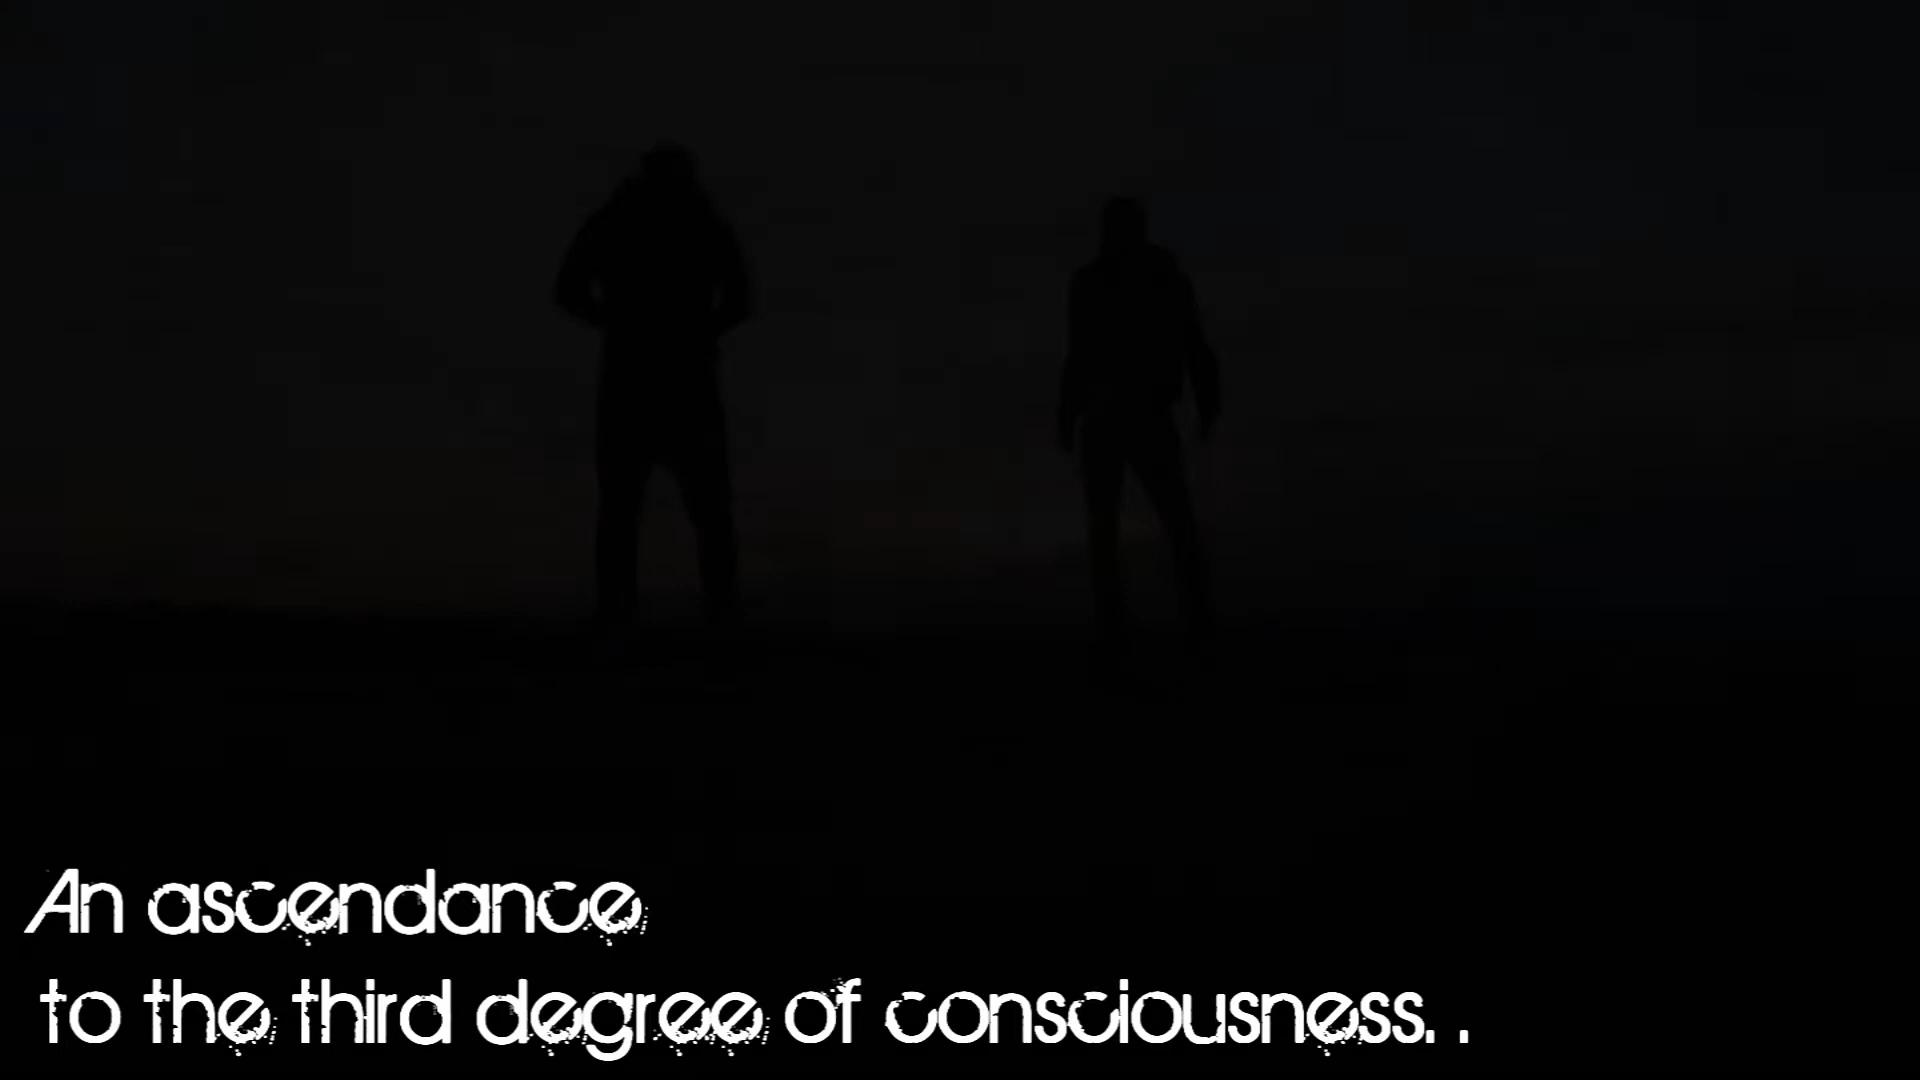 An ascendance
to the third degree of consciousness. .